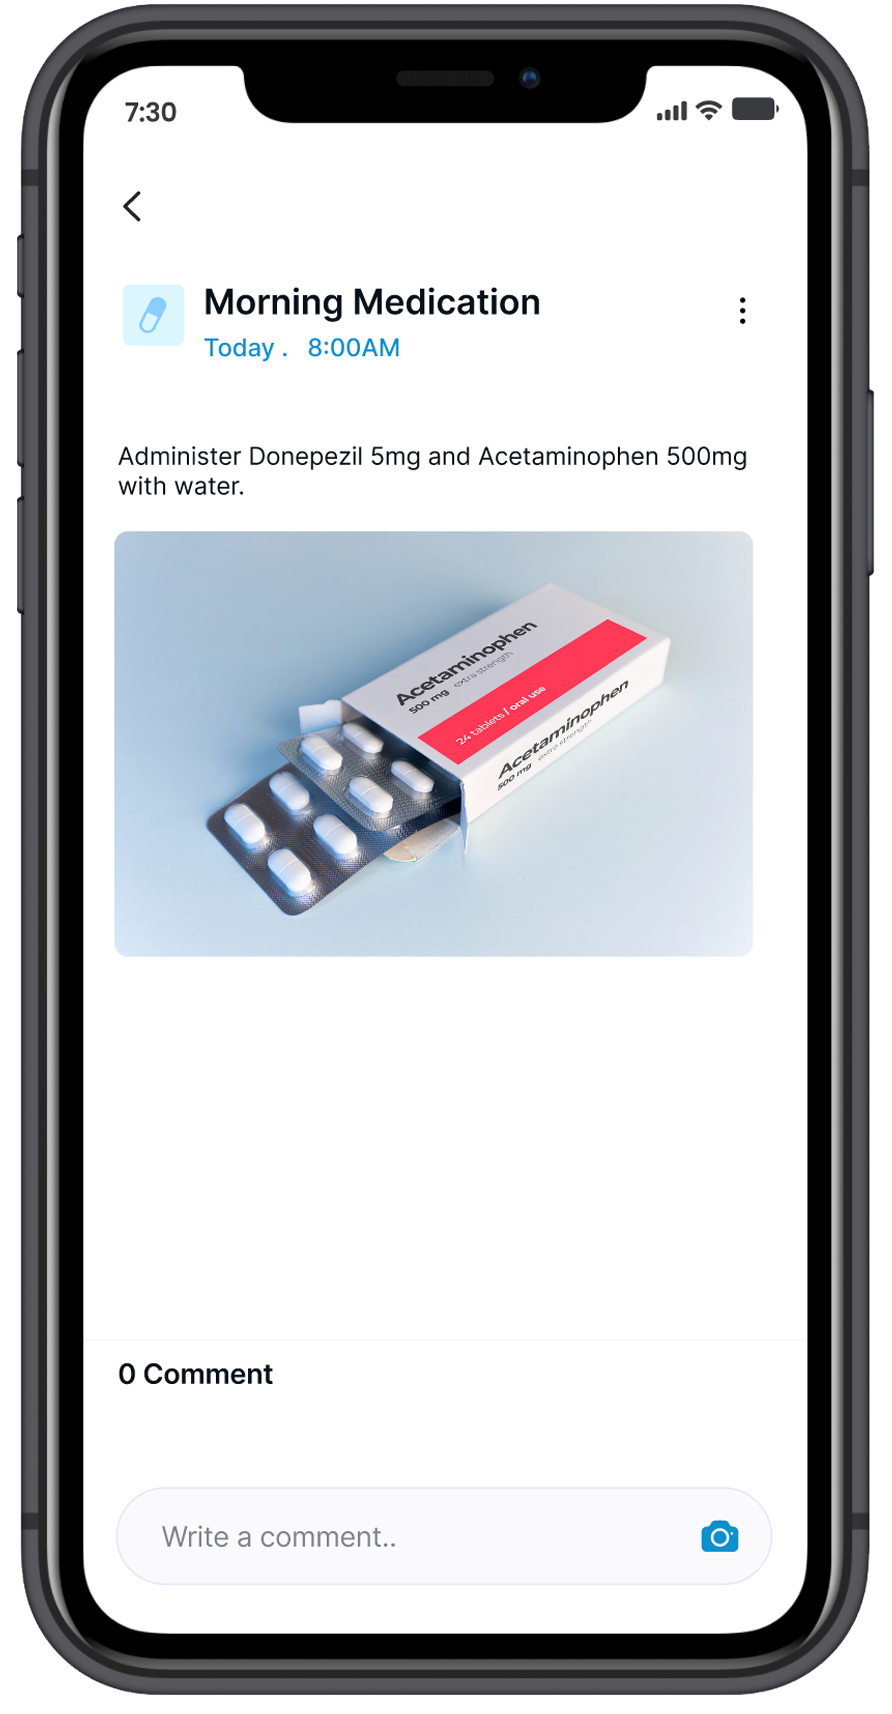 7:30
Morning Medication
Today . 8:00AM
Administer Donepezil 5mg and Acetaminophen 500mg
with water.
Acetaminophen
500 mg extra strength
24 tablets / oral use
Acetaminophen
500 mg extra strength
0 Comment
Write a comment..